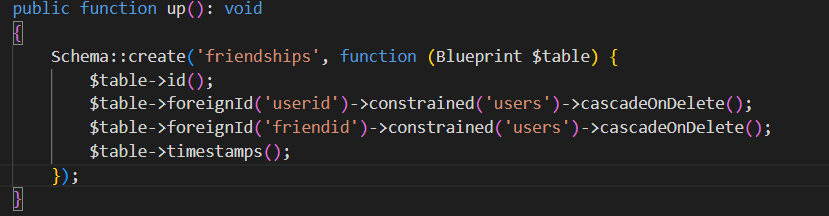 public function up(): void
{
    Schema::create('friendships', function (Blueprint $table) {
        $table->id();
        $table->foreignId('userid')->constrained('users')->cascadeOnDelete();
        $table->foreignId('friendid')->constrained('users')->cascadeOnDelete();
        $table->timestamps();
    });
}